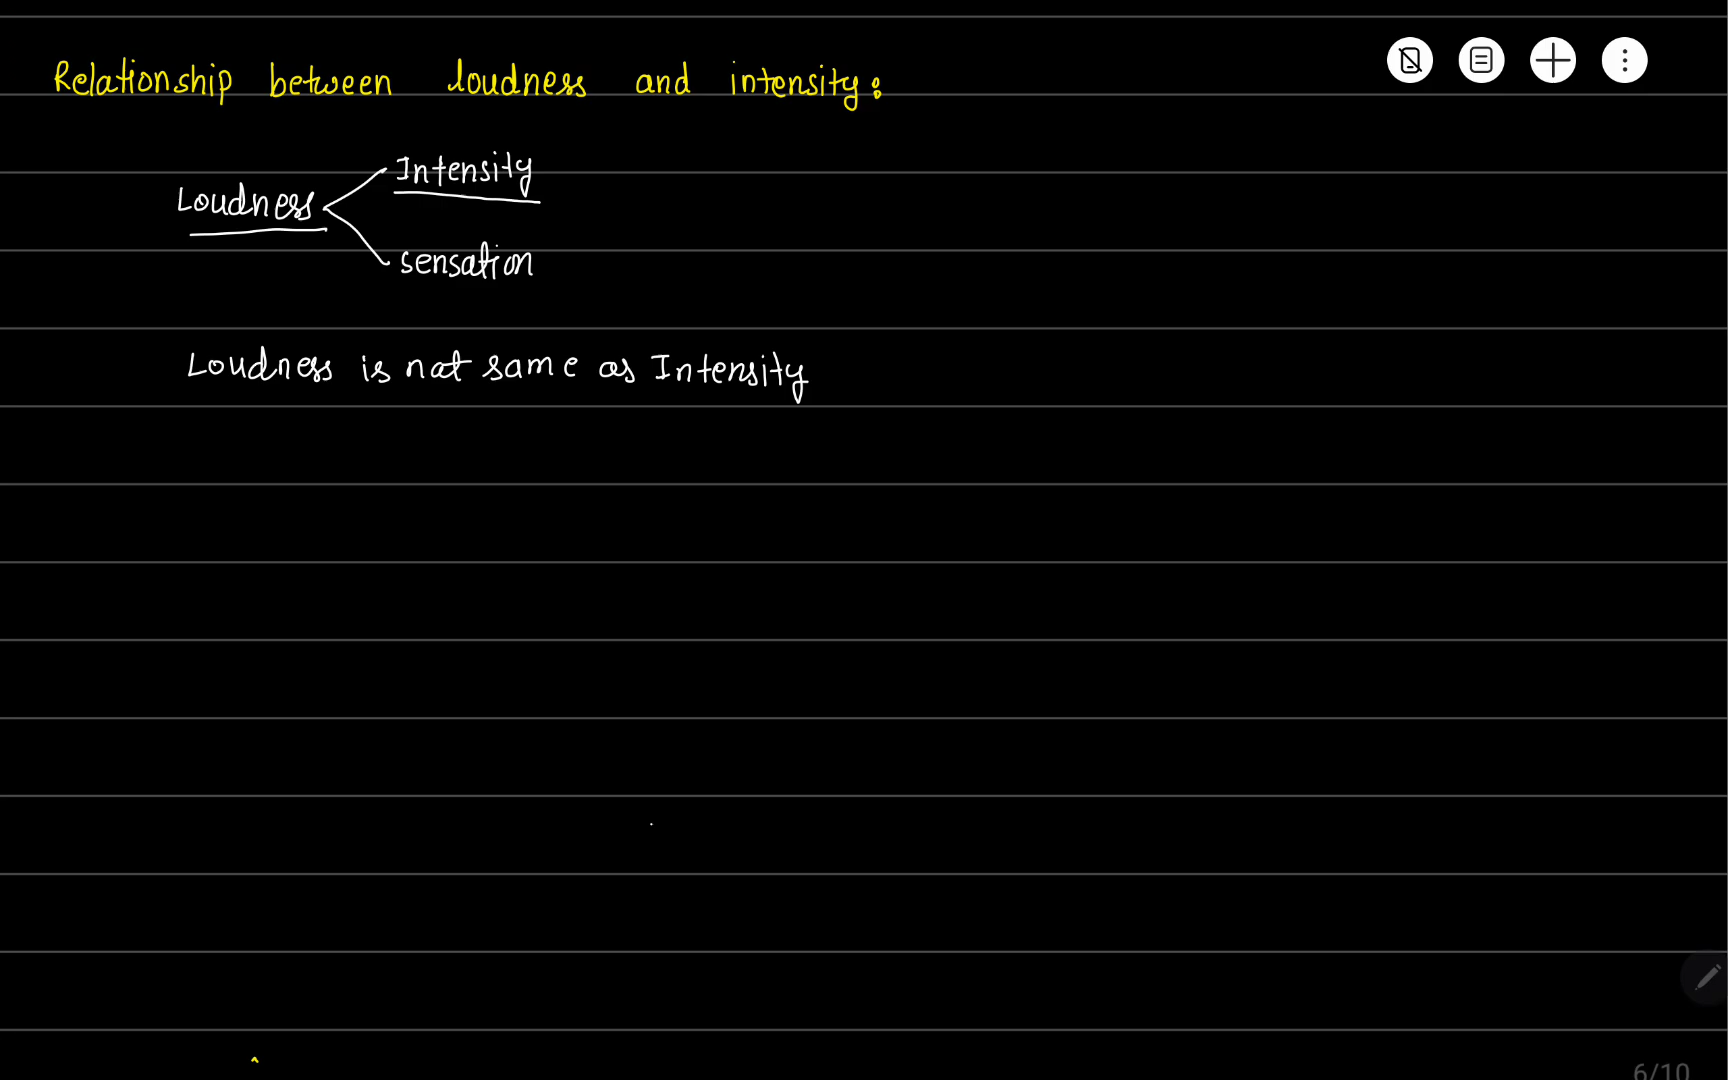 Relationship between loudness and intensity:
Intensity
Loudness
sensation
Loudness is not same as Intensity
6/10